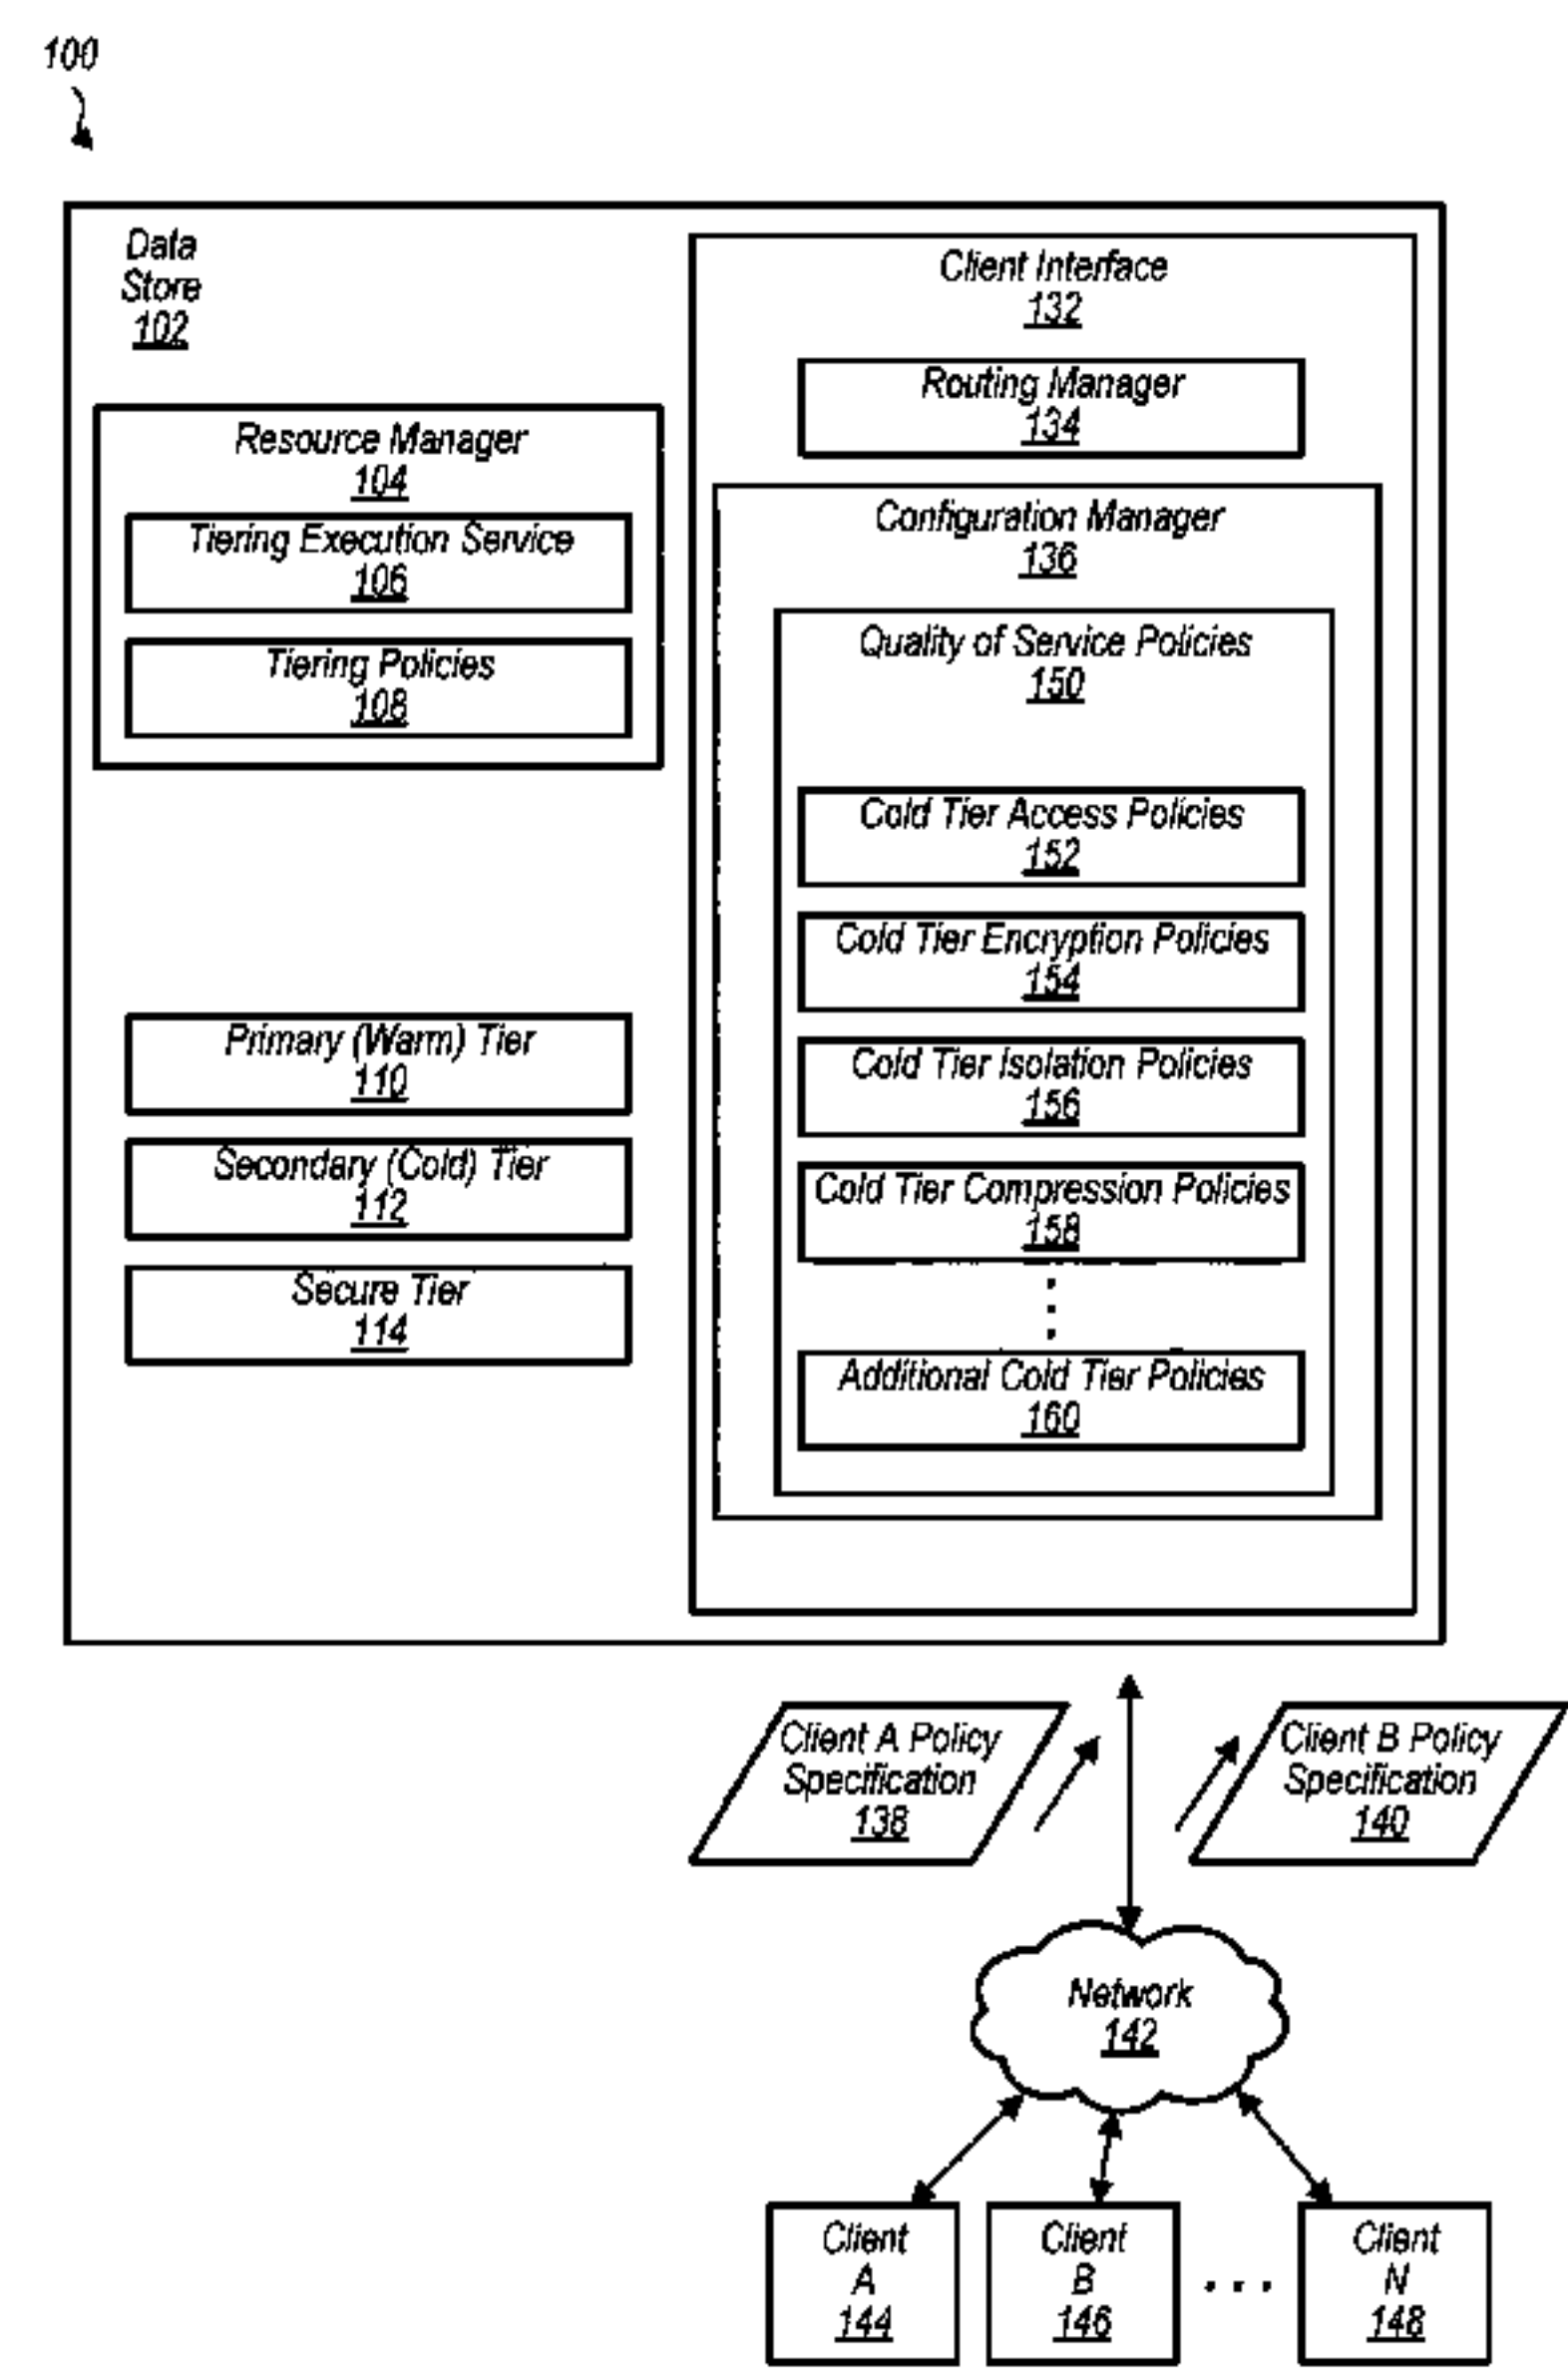 100
Data
Store
102
Resource Manager
104
Tiering Execution Service
106
Tiering Policies
108
Primary (Warm) Tier
110
Secondary (Cold) Tier
112
Secure Tier
114
Client Interface
132
Routing Manager
134
Configuration Manager
136
Quality of Service Policies
150
Cold Tier Access Policies
152
Cold Tier Encryption Policies
154
Cold Tier Isolation Policies
156
Cold Tier Compression Policies
158
Additional Cold Tier Policies
160
Client A Policy
Specification
138
Client B Policy
Specification
140
Network
142
Client
A
144
Client
B
146
. . .
Client
N
148